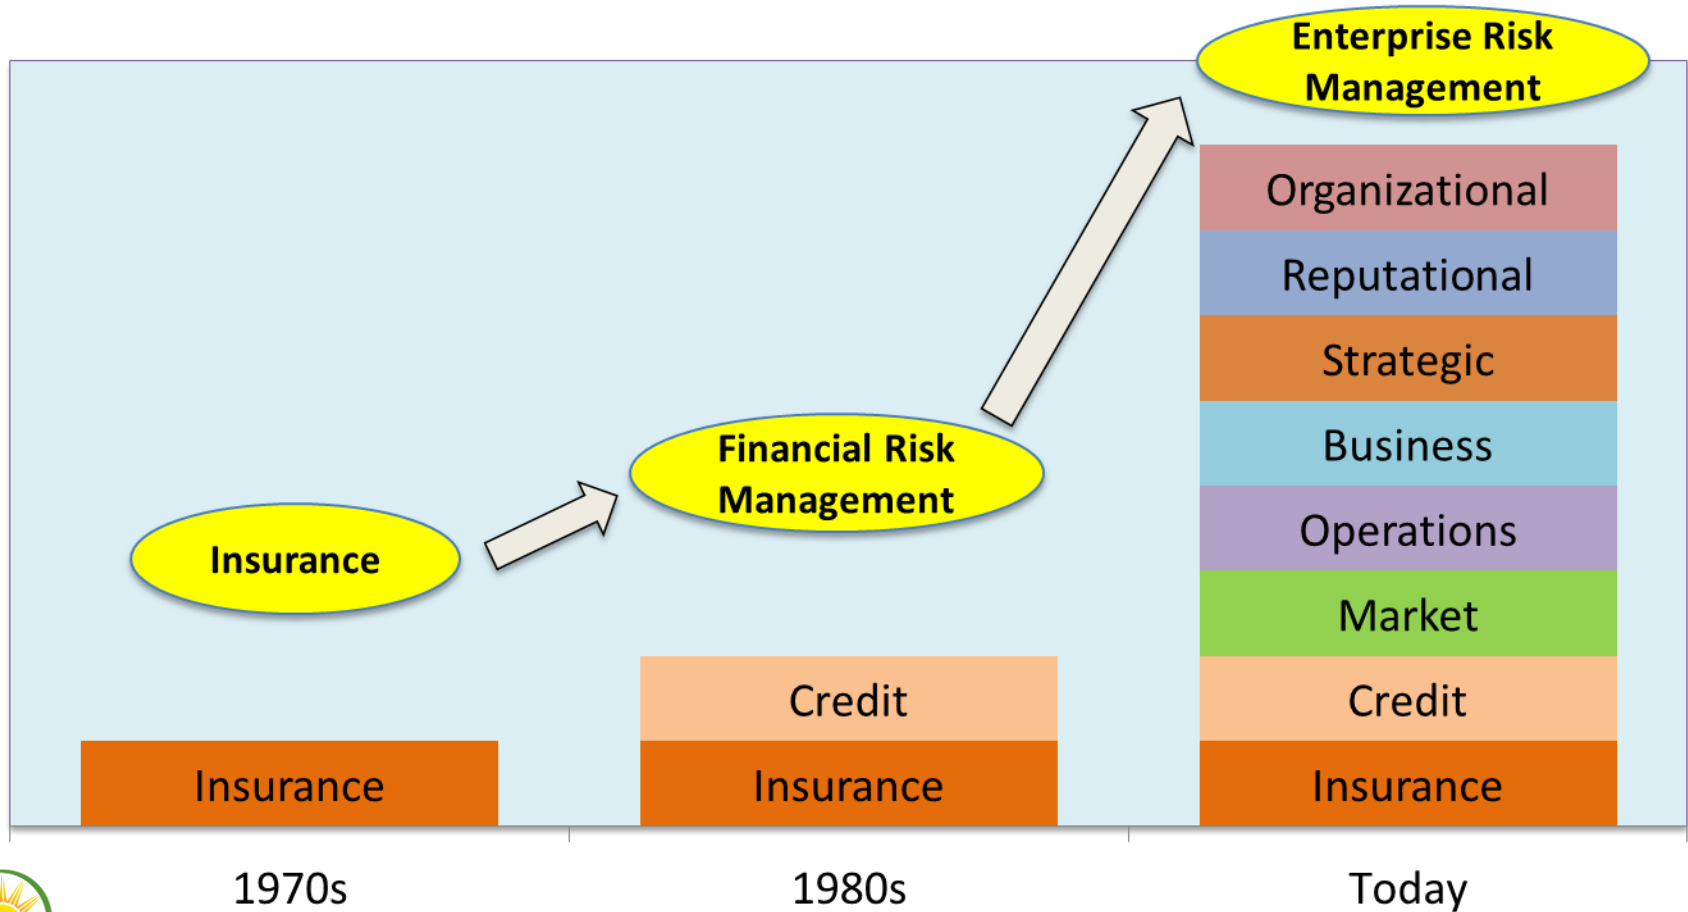 Enterprise Risk
Management
Organizational
Reputational
Strategic
Financial Risk
Management
Business
Insurance
Operations
Market
Credit
Credit
Insurance
Insurance
Insurance
1970s
1980s
Today